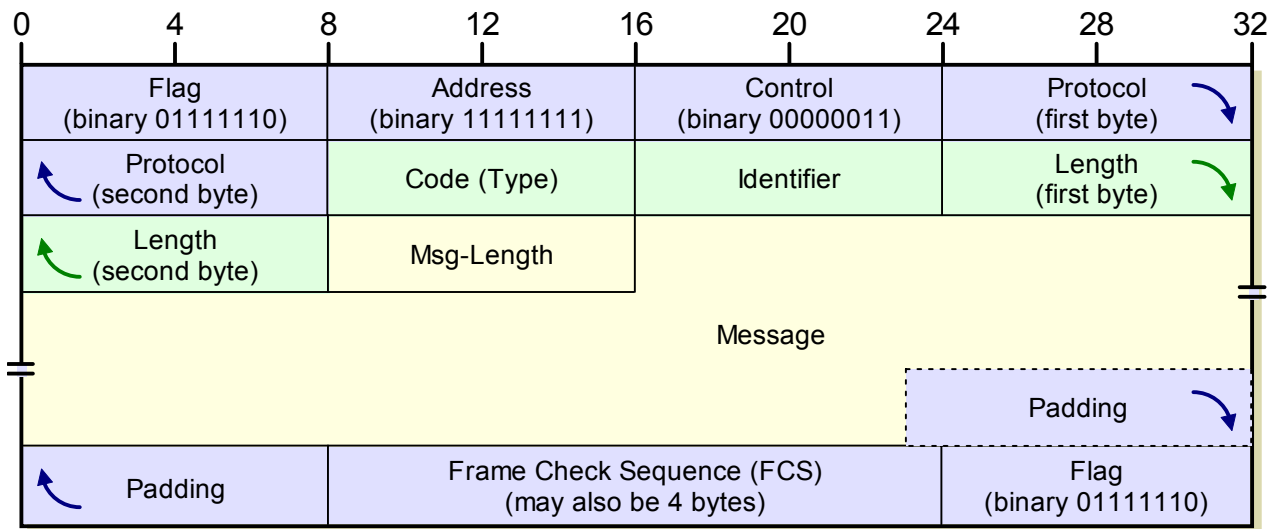 0 4 8 12 16 20 24 28 32
Flag Address Control Protocol
(binary 01111110) (binary 11111111) (binary 00000011) (first byte)
Protocol Code (Type) Identifier Length
(second byte) (first byte)
Length Msg-Length
(second byte)
Message
Padding
Padding Frame Check Sequence (FCS) Flag
(may also be 4 bytes) (binary 01111110)